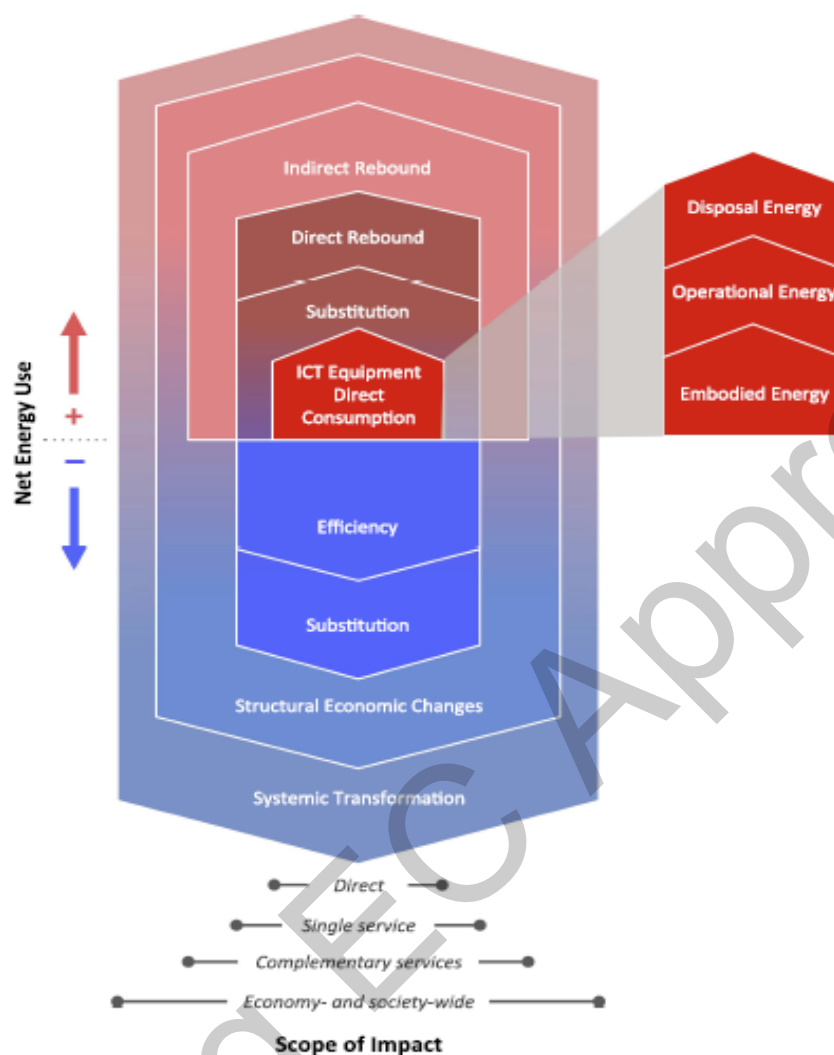 Indirect Rebound
Direct Rebound
Substitution
ICT Equipment
Direct
Consumption
Disposal Energy
Operational Energy
Embodied Energy
Net Energy Use
+
−
Efficiency
Substitution
Structural Economic Changes
Systemic Transformation
Direct
Single service
Complementary services
Economy- and society-wide
Scope of Impact
EC